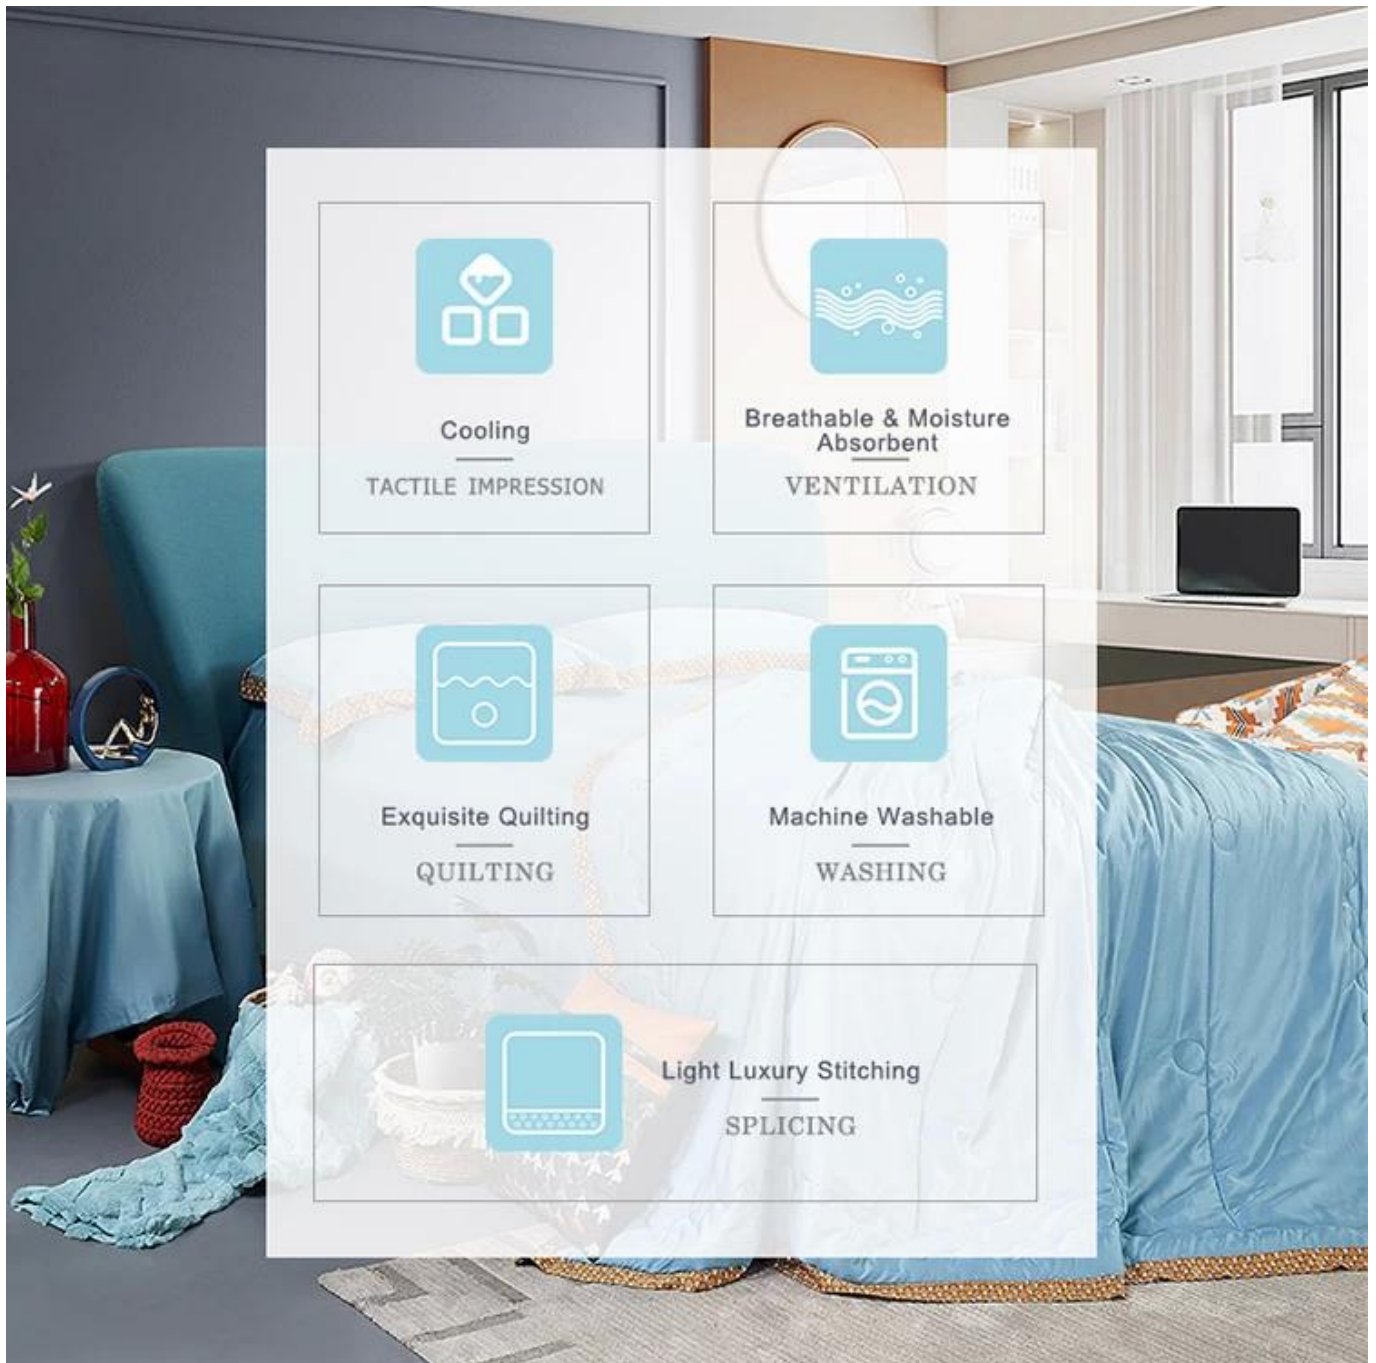 Cooling
TACTILE IMPRESSION
Breathable & Moisture
Absorbent
VENTILATION
Exquisite Quilting
QUILTING
Machine Washable
WASHING
Light Luxury Stitching
SPLICING